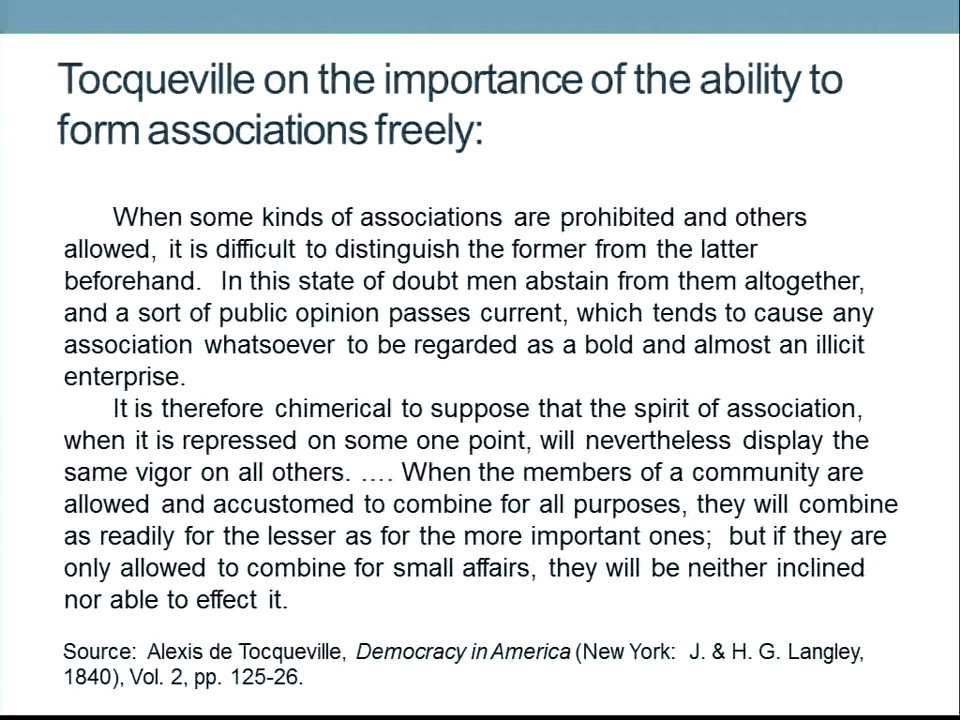 Tocqueville on the importance of the ability to
form associations freely:
When some kinds of associations are prohibited and others
allowed, it is difficult to distinguish the former from the latter
beforehand. In this state of doubt men abstain from them altogether,
and a sort of public opinion passes current, which tends to cause any
association whatsoever to be regarded as a bold and almost an illicit
enterprise.
It is therefore chimerical to suppose that the spirit of association,
when it is repressed on some one point, will nevertheless display the
same vigor on all others. .... When the members of a community are
allowed and accustomed to combine for all purposes, they will combine
as readily for the lesser as for the more important ones; but if they are
only allowed to combine for small affairs, they will be neither inclined
nor able to effect it.
Source: Alexis de Tocqueville, Democracy in America (New York: J. & H. G. Langley,
1840), Vol. 2, pp. 125-26.